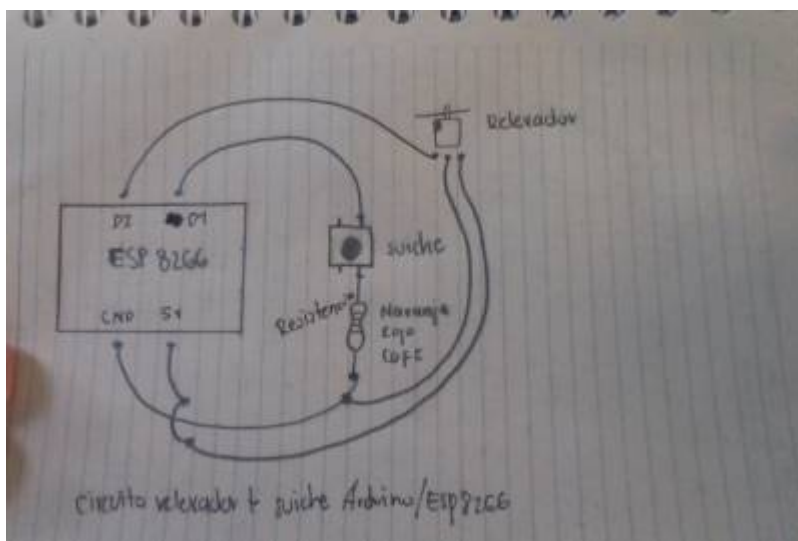 Relevador
D2 D1
ESP 8266
suiche
Resistencia
Naranja
Rojo
CAFE
GND 5V
circuito relevador + suiche Arduino/Esp8266